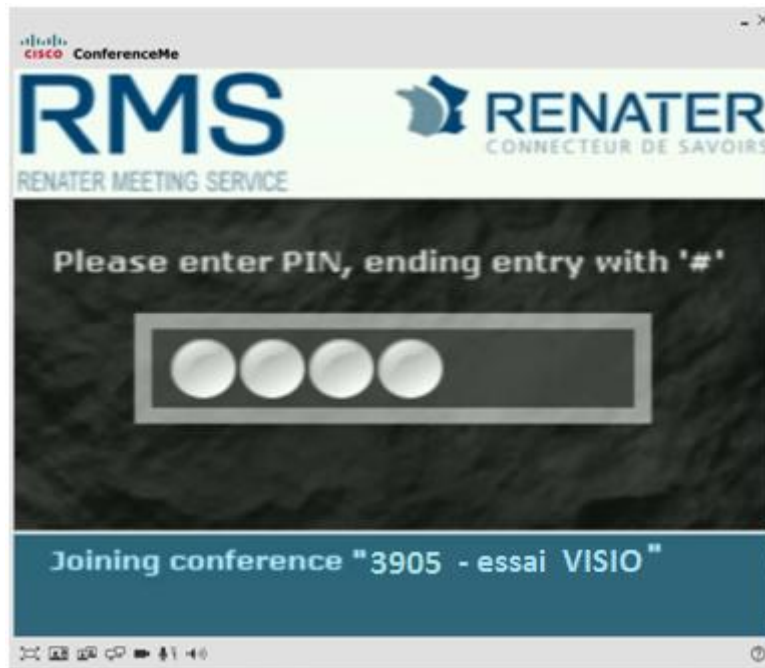 CISCO ConferenceMe
RMS
RENATER MEETING SERVICE
RENATER
CONNECTEUR DE SAVOIRS
Please enter PIN, ending entry with '#'
Joining conference "3905 - essai VISIO"